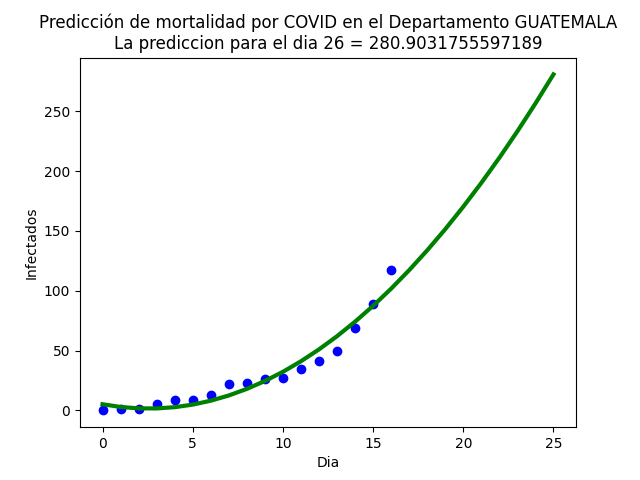 Predicción de mortalidad por COVID en el Departamento GUATEMALA
La prediccion para el dia 26 = 280.9031755597189
250
200
150
100
50
0
Infectados
0 5 10 15 20 25
Dia